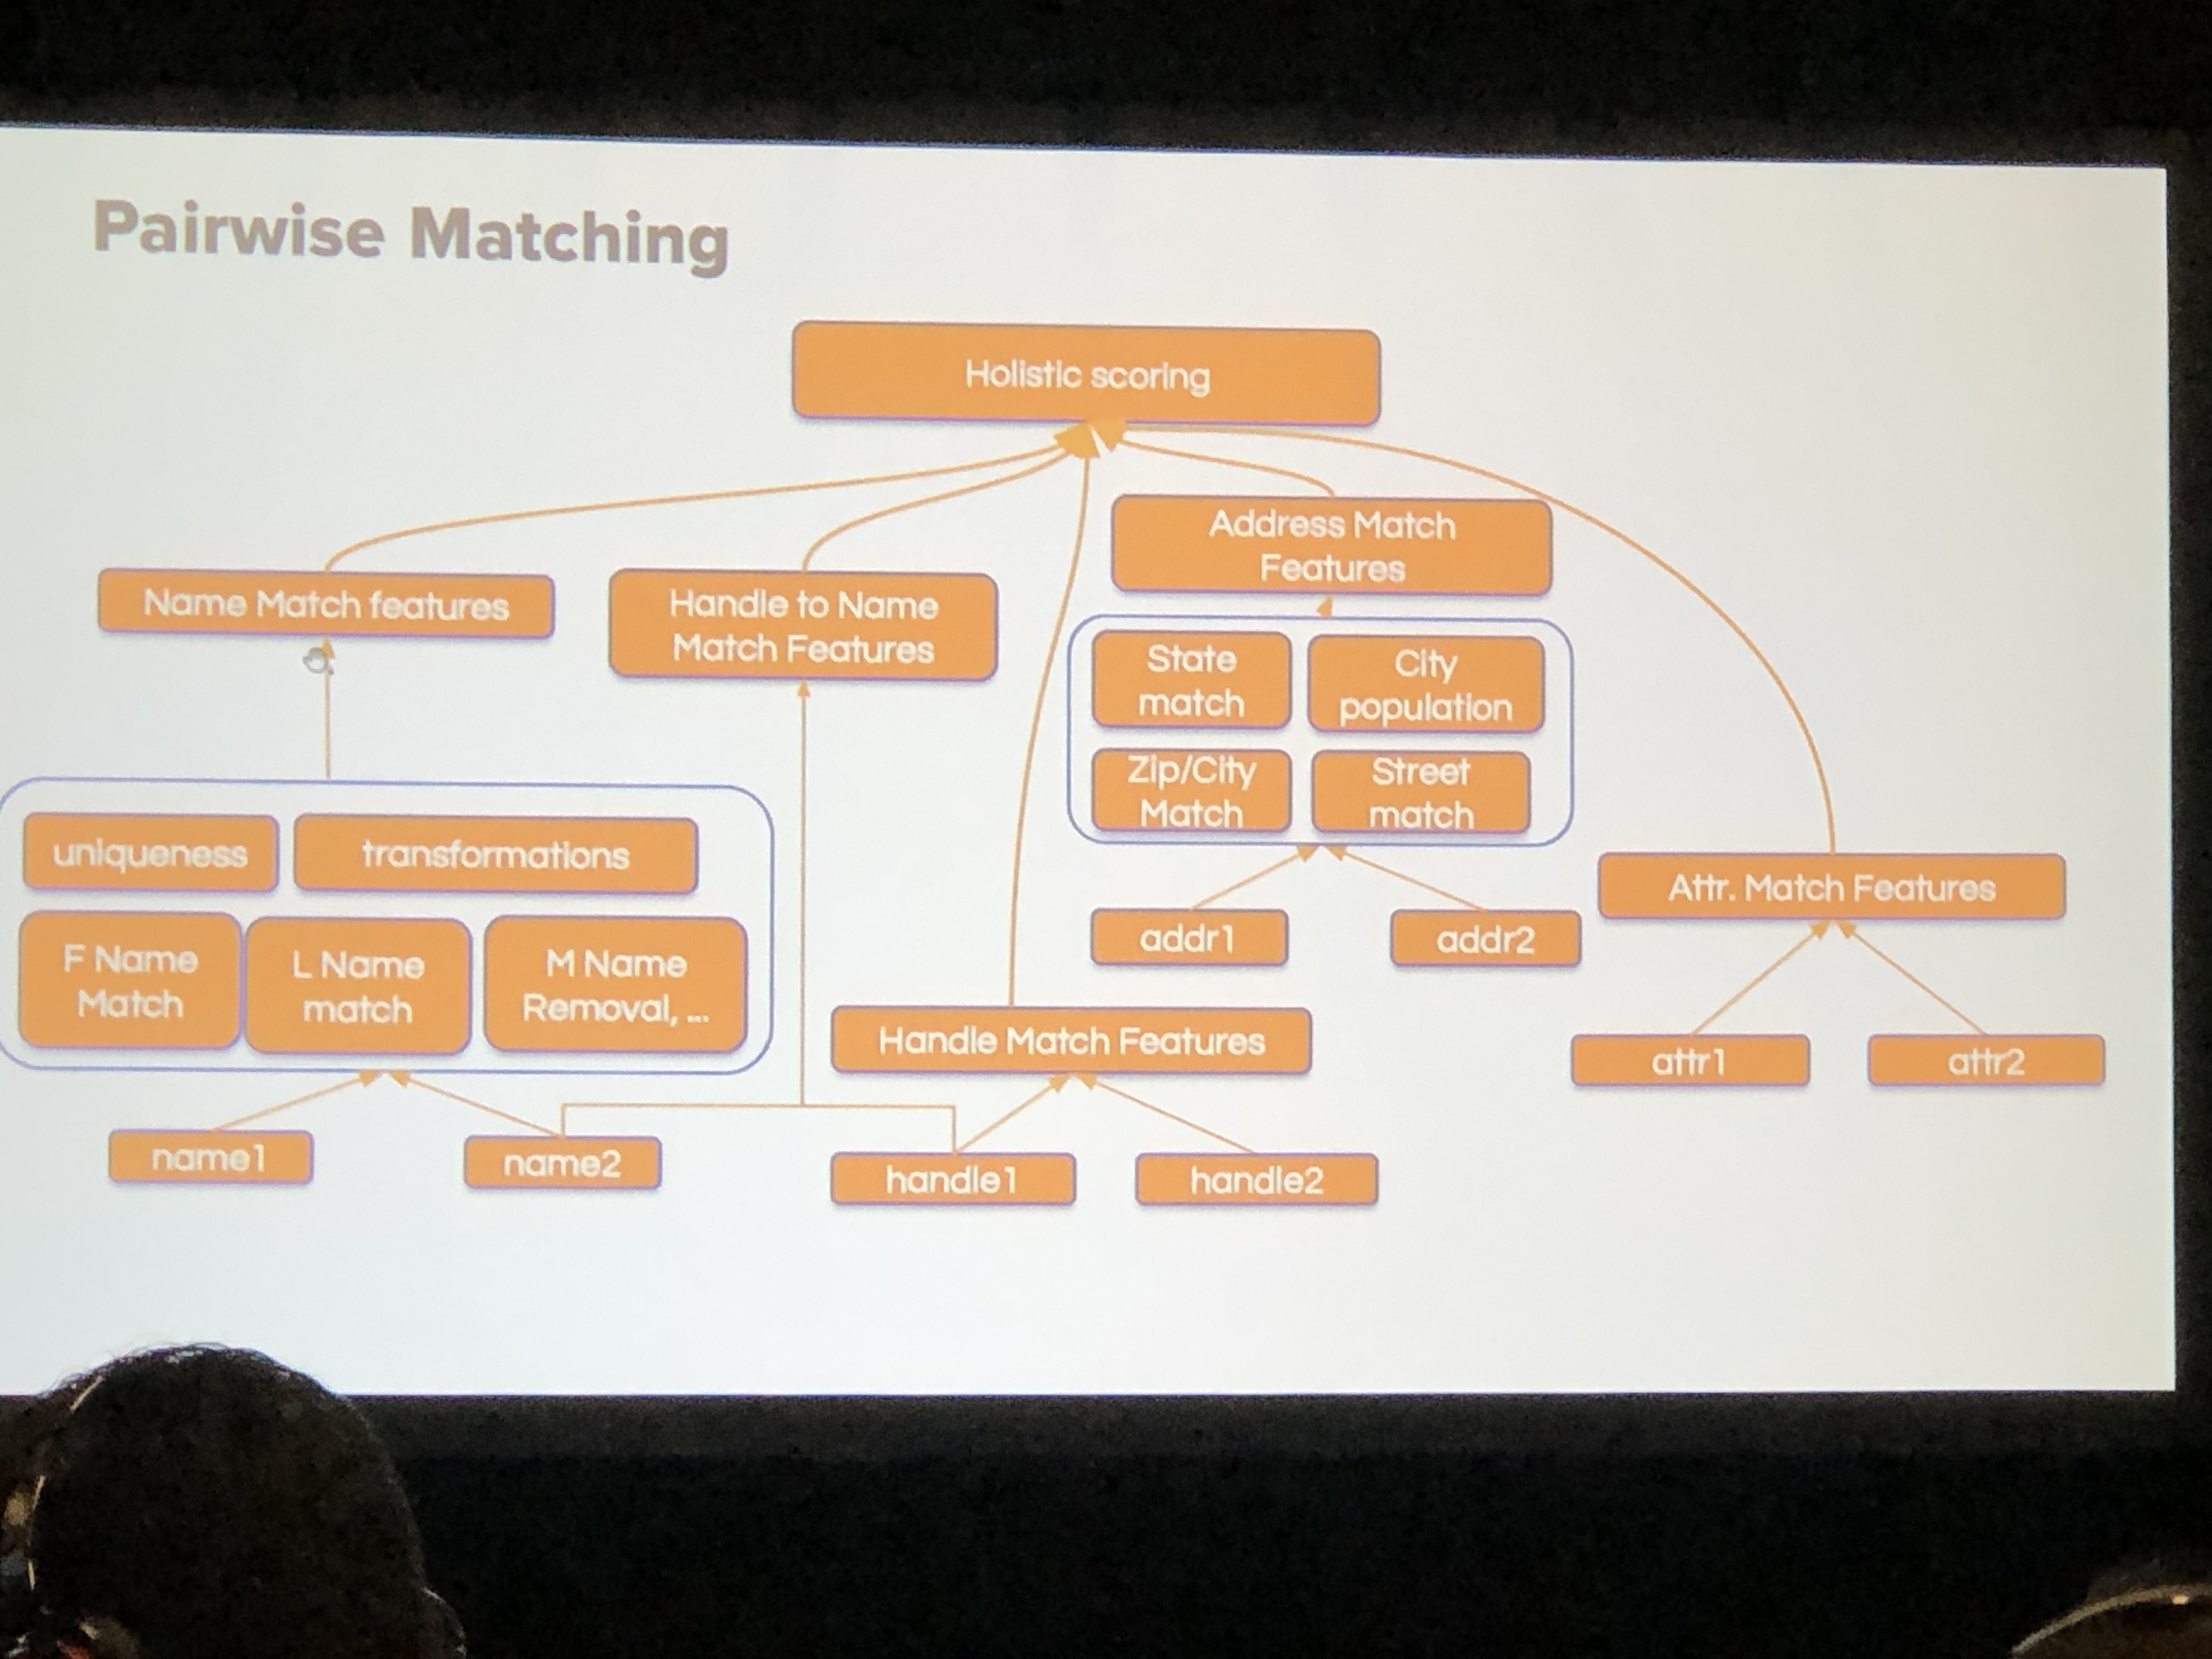 Pairwise Matching
Holistic scoring
Address Match
Features
Name Match features
Handle to Name
Match Features
State
match
City
population
Zip/City
Match
Street
match
uniqueness
transformations
Attr. Match Features
F Name
Match
L Name
match
M Name
Removal, ...
addr1
addr2
Handle Match Features
attr1
attr2
name1
name2
handle1
handle2